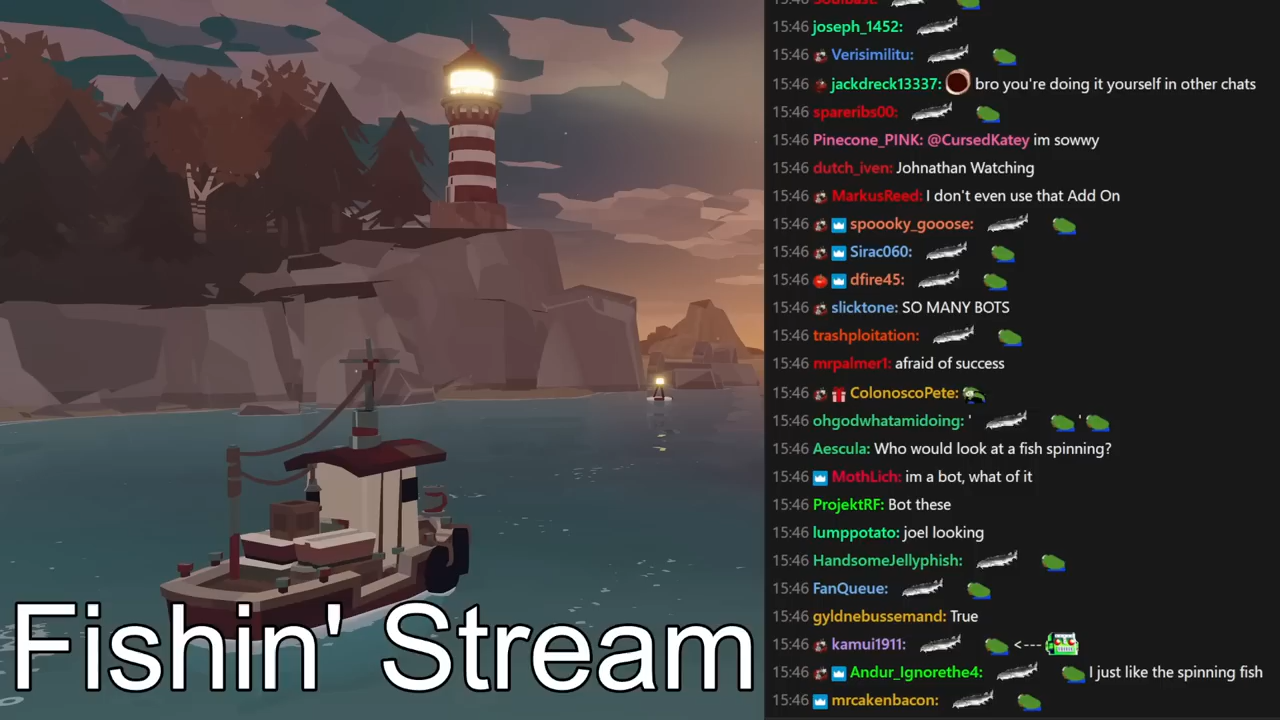 15:46 joseph_1452:
15:46 Verisimilitu:
15:46 jackdreck13337: bro you're doing it yourself in other chats
15:46 spareribs00:
15:46 Pinecone_PINK: @CursedKatey im sowwy
15:46 dutch_iven: Johnathan Watching
15:46 MarkusReed: I don't even use that Add On
15:46 spoooky_gooose:
15:46 Sirac060:
15:46 dfire45:
15:46 slicktone: SO MANY BOTS
15:46 trashploitation:
15:46 mrpalmer1: afraid of success
15:46 ColonoscoPete:
15:46 ohgodwhatamidoing: ' '
15:46 Aescula: Who would look at a fish spinning?
15:46 MothLich: im a bot, what of it
15:46 ProjektRF: Bot these
15:46 lumppotato: joel looking
15:46 HandsomeJellyphish:
15:46 FanQueue:
15:46 gyldnebussemand: True
15:46 kamui1911: <---
15:46 Andur_Ignorethe4: I just like the spinning fish
15:46 mrcakenbacon:
Fishin' Stream